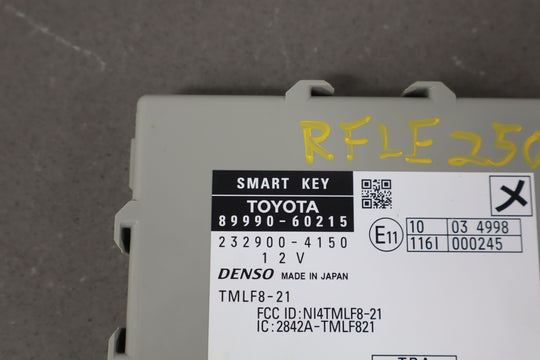 RFLE250
SMART KEY
TOYOTA
89990-60215
232900-4150
12V
DENSO MADE IN JAPAN
E11
10 03 4998
116I 000245
TMLF8-21
FCC ID:NI4TMLF8-21
IC:2842A-TMLF821